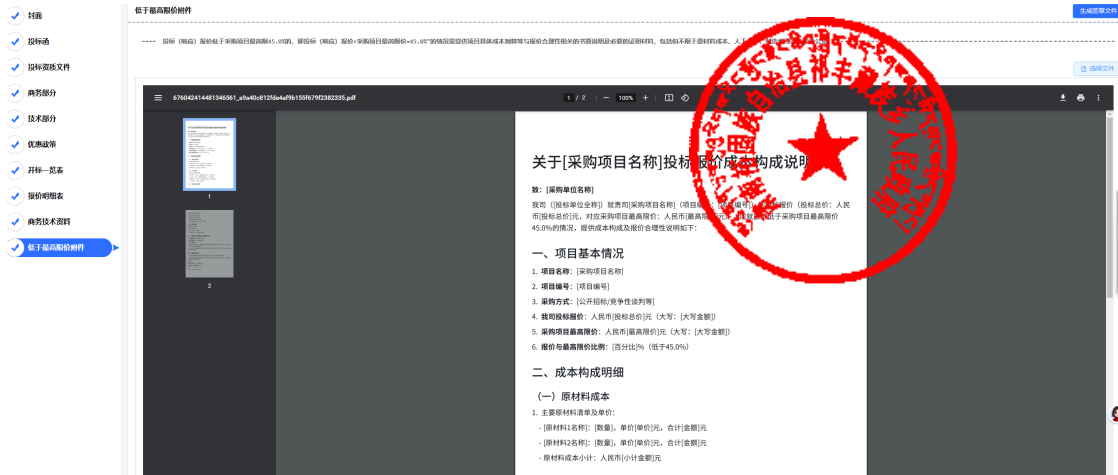 封面
投标函
投标资质文件
商务部分
技术部分
优惠政策
开标一览表
报价明细表
商务技术资料
低于最高限价附件
低于最高限价附件
生成签章文件
投标（响应）报价低于采购项目最高限45.0%的，即投标（响应）报价<采购项目最高限价×45.0%"的情况需提供项目具体成本测算等与报价合理性相关的书面说明及必要的证明材料，包括但不限于原材料成本、人工
选择文件
676042414481346561_a9a40c812fde4af9b155f679f2382335.pdf
1 / 2
100%
1
2
关于[采购项目名称]投标报价成本构成说明
致：[采购单位名称]
我司（[投标单位全称]）就贵司[采购项目名称]（项目编号：[项目编号]）报价（投标总价：人民
币[投标总价]元，对应采购项目最高限价：人民币[最高限价]元，低于采购项目最高限价
45.0%的情况，提供成本构成及报价合理性说明如下：
一、项目基本情况
1. 项目名称：[采购项目名称]
2. 项目编号：[项目编号]
3. 采购方式：[公开招标/竞争性谈判等]
4. 我司投标报价：人民币[投标总价]元（大写：[大写金额]）
5. 采购项目最高限价：人民币[最高限价]元（大写：[大写金额]）
6. 报价与最高限价比例：[百分比]%（低于45.0%）
二、成本构成明细
（一）原材料成本
1. 主要原材料清单及单价：
- [原材料1名称]：[数量]，单价[单价]元，合计[金额]元
- [原材料2名称]：[数量]，单价[单价]元，合计[金额]元
- 原材料成本小计：人民币[小计金额]元